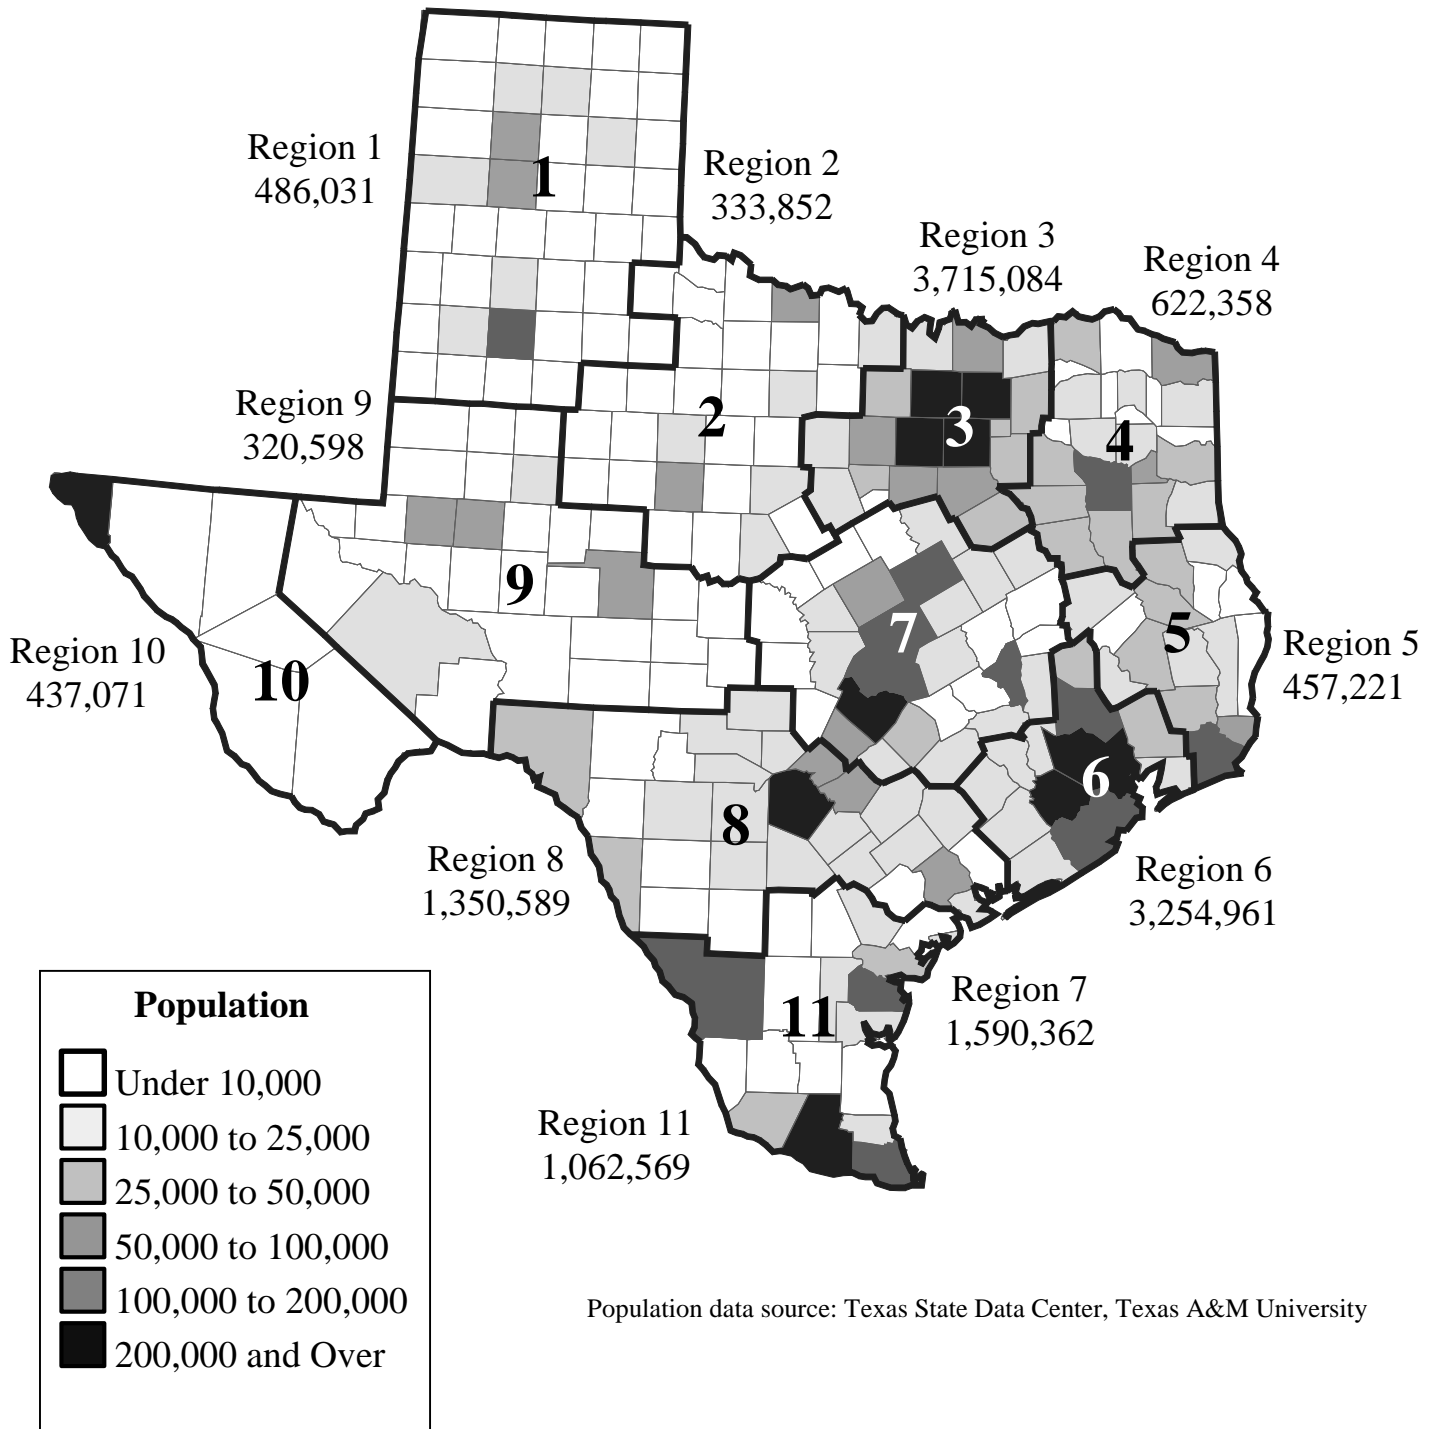 Region 1
486,031
1
Region 2
333,852
Region 3
3,715,084
Region 4
622,358
Region 9
320,598
2
3
4
9
7
5
Region 10
437,071
10
Region 5
457,221
6
8
Region 8
1,350,589
Region 6
3,254,961
11
Region 7
1,590,362
Region 11
1,062,569
Population
Under 10,000
10,000 to 25,000
25,000 to 50,000
50,000 to 100,000
100,000 to 200,000
200,000 and Over
Population data source: Texas State Data Center, Texas A&M University